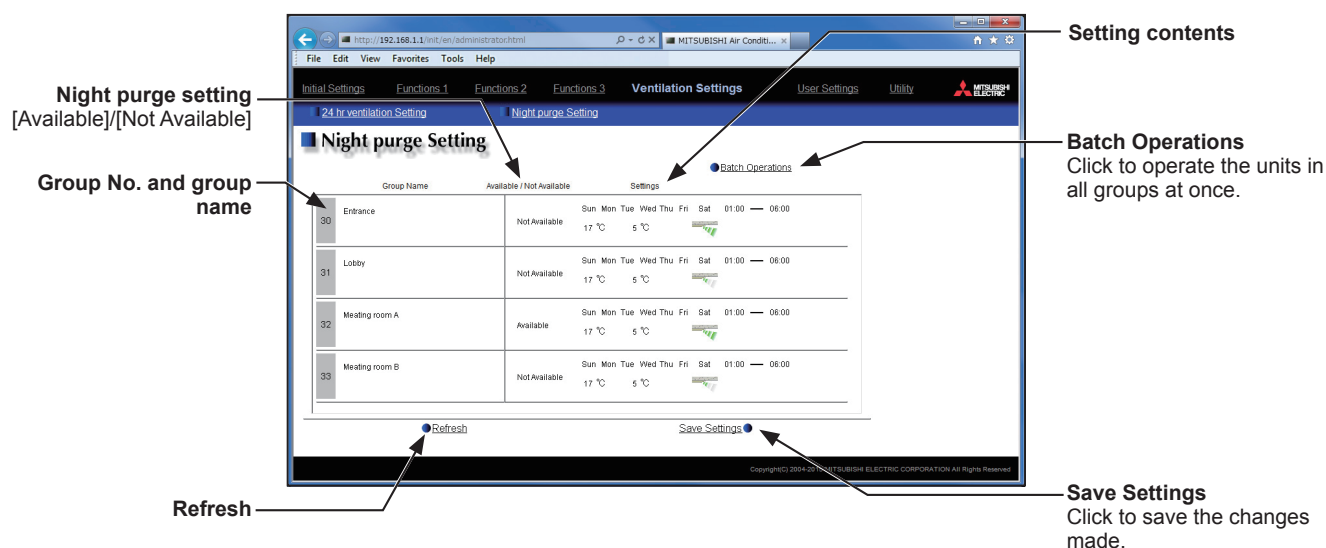 Night purge setting
[Available]/[Not Available]
Group No. and group
name
Refresh
http://192.168.1.1/init/en/administrator.html
MITSUBISHI Air Conditi... ×
File Edit View Favorites Tools Help
Initial Settings Functions 1 Functions 2 Functions 3 Ventilation Settings User Settings Utility MITSUBISHI ELECTRIC
24 hr ventilation Setting Night purge Setting
Night purge Setting
Batch Operations
Group Name Available / Not Available Settings
30 Entrance Not Available Sun Mon Tue Wed Thu Fri Sat 01:00 — 06:00
17 °C 5 °C
31 Lobby Not Available Sun Mon Tue Wed Thu Fri Sat 01:00 — 06:00
17 °C 5 °C
32 Meating room A Available Sun Mon Tue Wed Thu Fri Sat 01:00 — 06:00
17 °C 5 °C
33 Meating room B Not Available Sun Mon Tue Wed Thu Fri Sat 01:00 — 06:00
17 °C 5 °C
Refresh Save Settings
Copyright(C) MITSUBISHI ELECTRIC CORPORATION All Rights Reserved
Setting contents
Batch Operations
Click to operate the units in
all groups at once.
Save Settings
Click to save the changes
made.